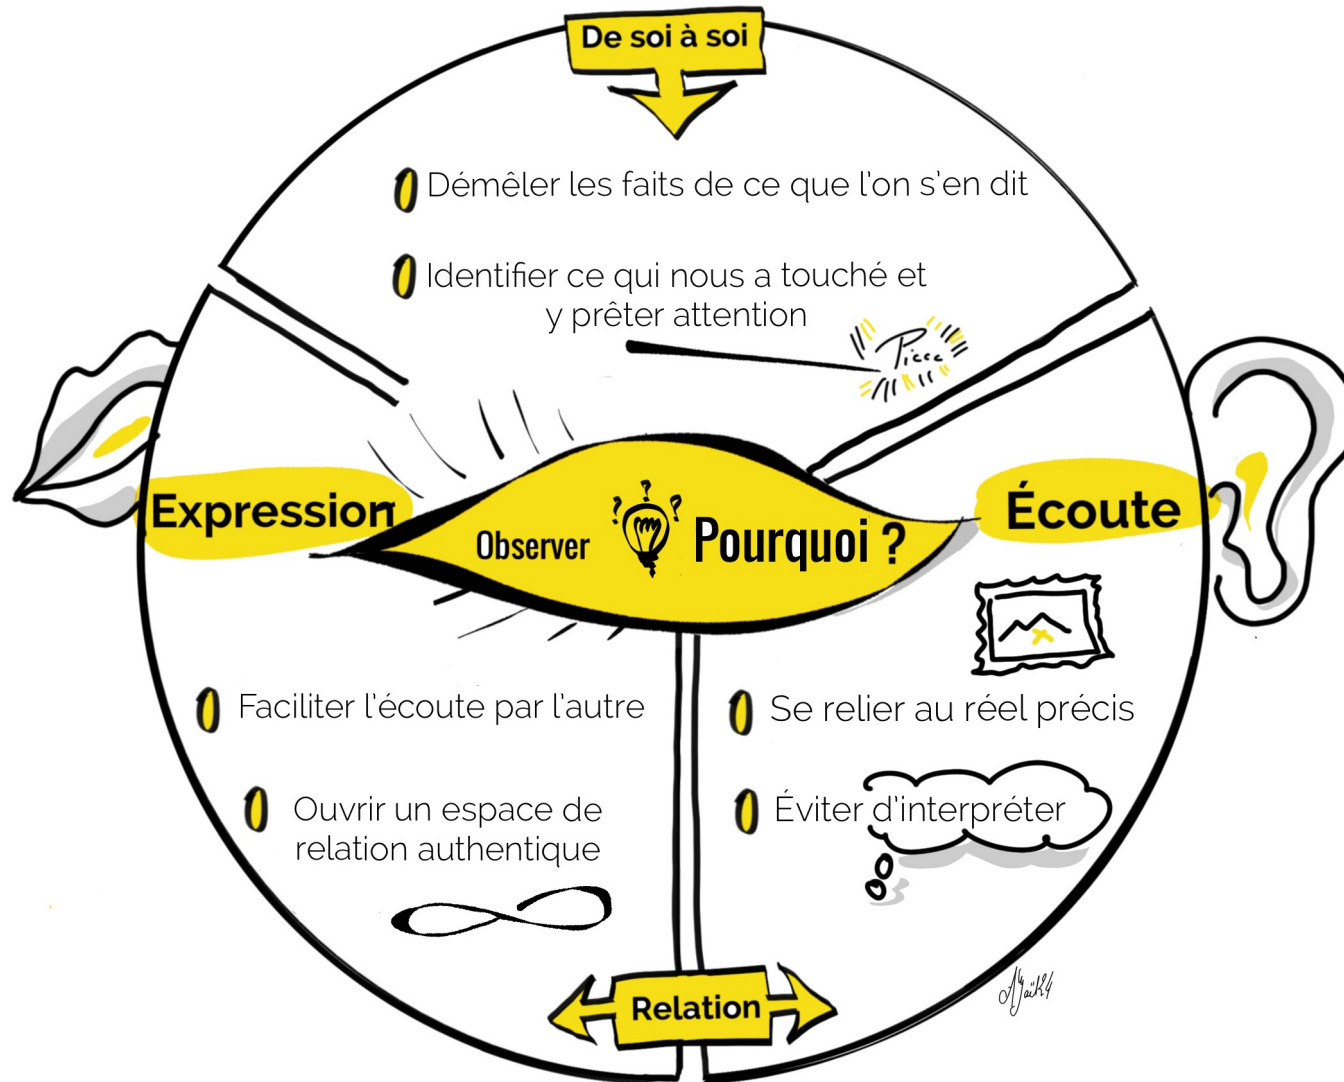 De soi à soi
Démêler les faits de ce que l'on s'en dit
Identifier ce qui nous a touché et
y prêter attention
Expression
Observer
Pourquoi ?
Écoute
Faciliter l'écoute par l'autre
Ouvrir un espace de
relation authentique
Se relier au réel précis
Éviter d'interpréter
Relation